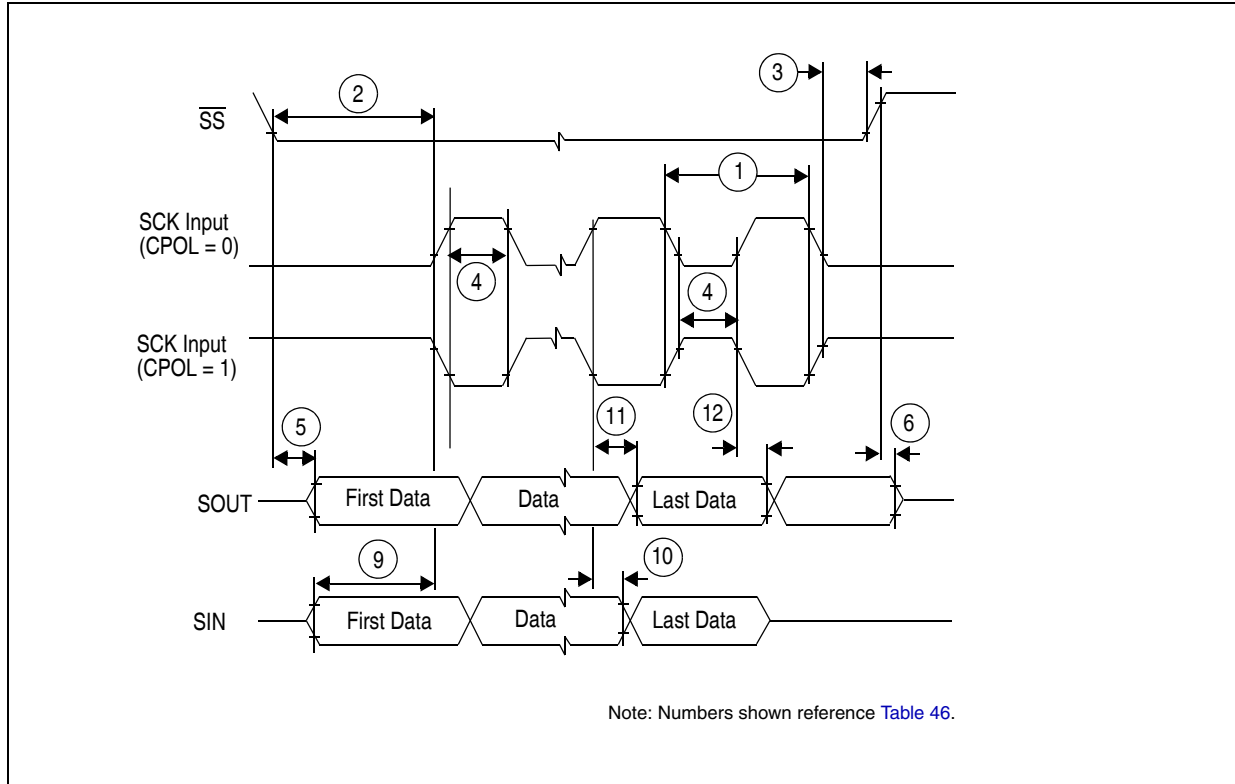 3
2
SS
1
SCK Input
(CPOL = 0)
4
4
SCK Input
(CPOL = 1)
11
12
5
6
SOUT
First Data
Data
Last Data
9
10
SIN
First Data
Data
Last Data
Note: Numbers shown reference Table 46.